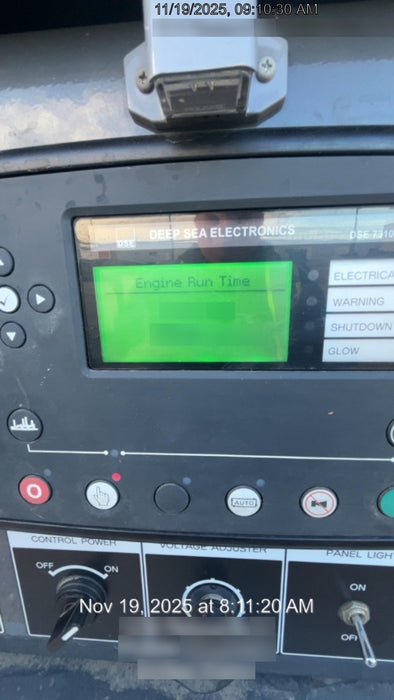 11/19/2025, 09:10:30 AM
DSE
DEEP SEA ELECTRONICS
DSE 7310
Engine Run Time
ELECTRICA
WARNING
SHUTDOWN
GLOW
O
AUTO
CONTROL POWER
OFF
ON
VOLTAGE ADJUSTER
PANEL LIGH
ON
OFF
Nov 19, 2025 at 8:11:20 AM